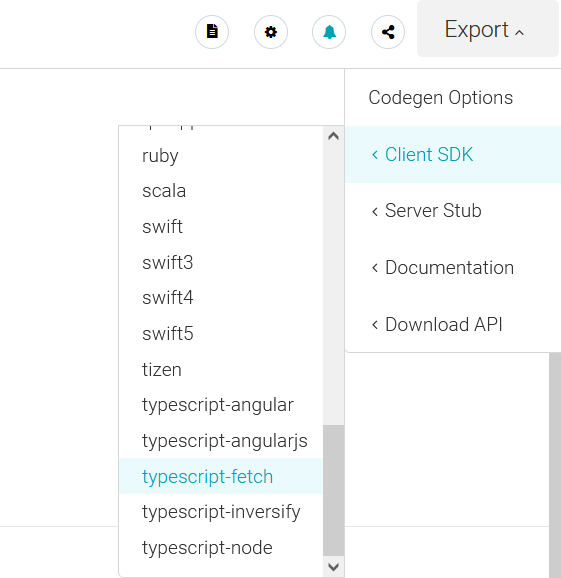 Export
Codegen Options
Client SDK
Server Stub
Documentation
Download API
ruby
scala
swift
swift3
swift4
swift5
tizen
typescript-angular
typescript-angularjs
typescript-fetch
typescript-inversify
typescript-node